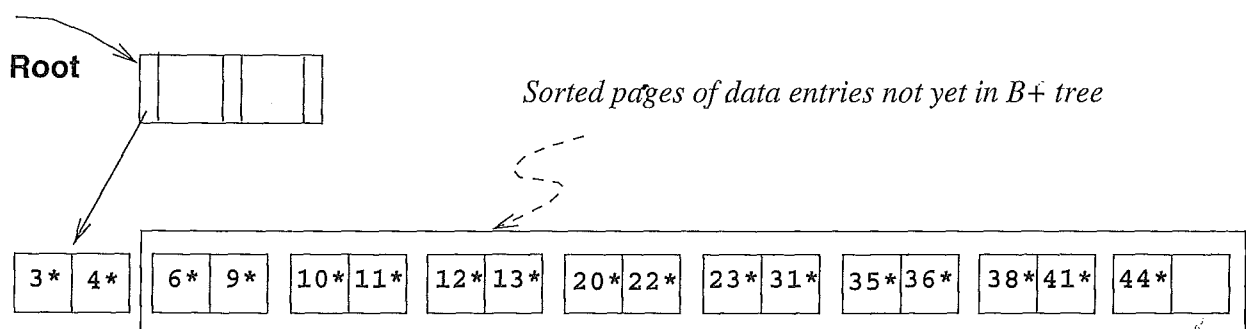 Root
Sorted pages of data entries not yet in B+ tree
3* 4* 6* 9* 10* 11* 12* 13* 20* 22* 23* 31* 35* 36* 38* 41* 44*